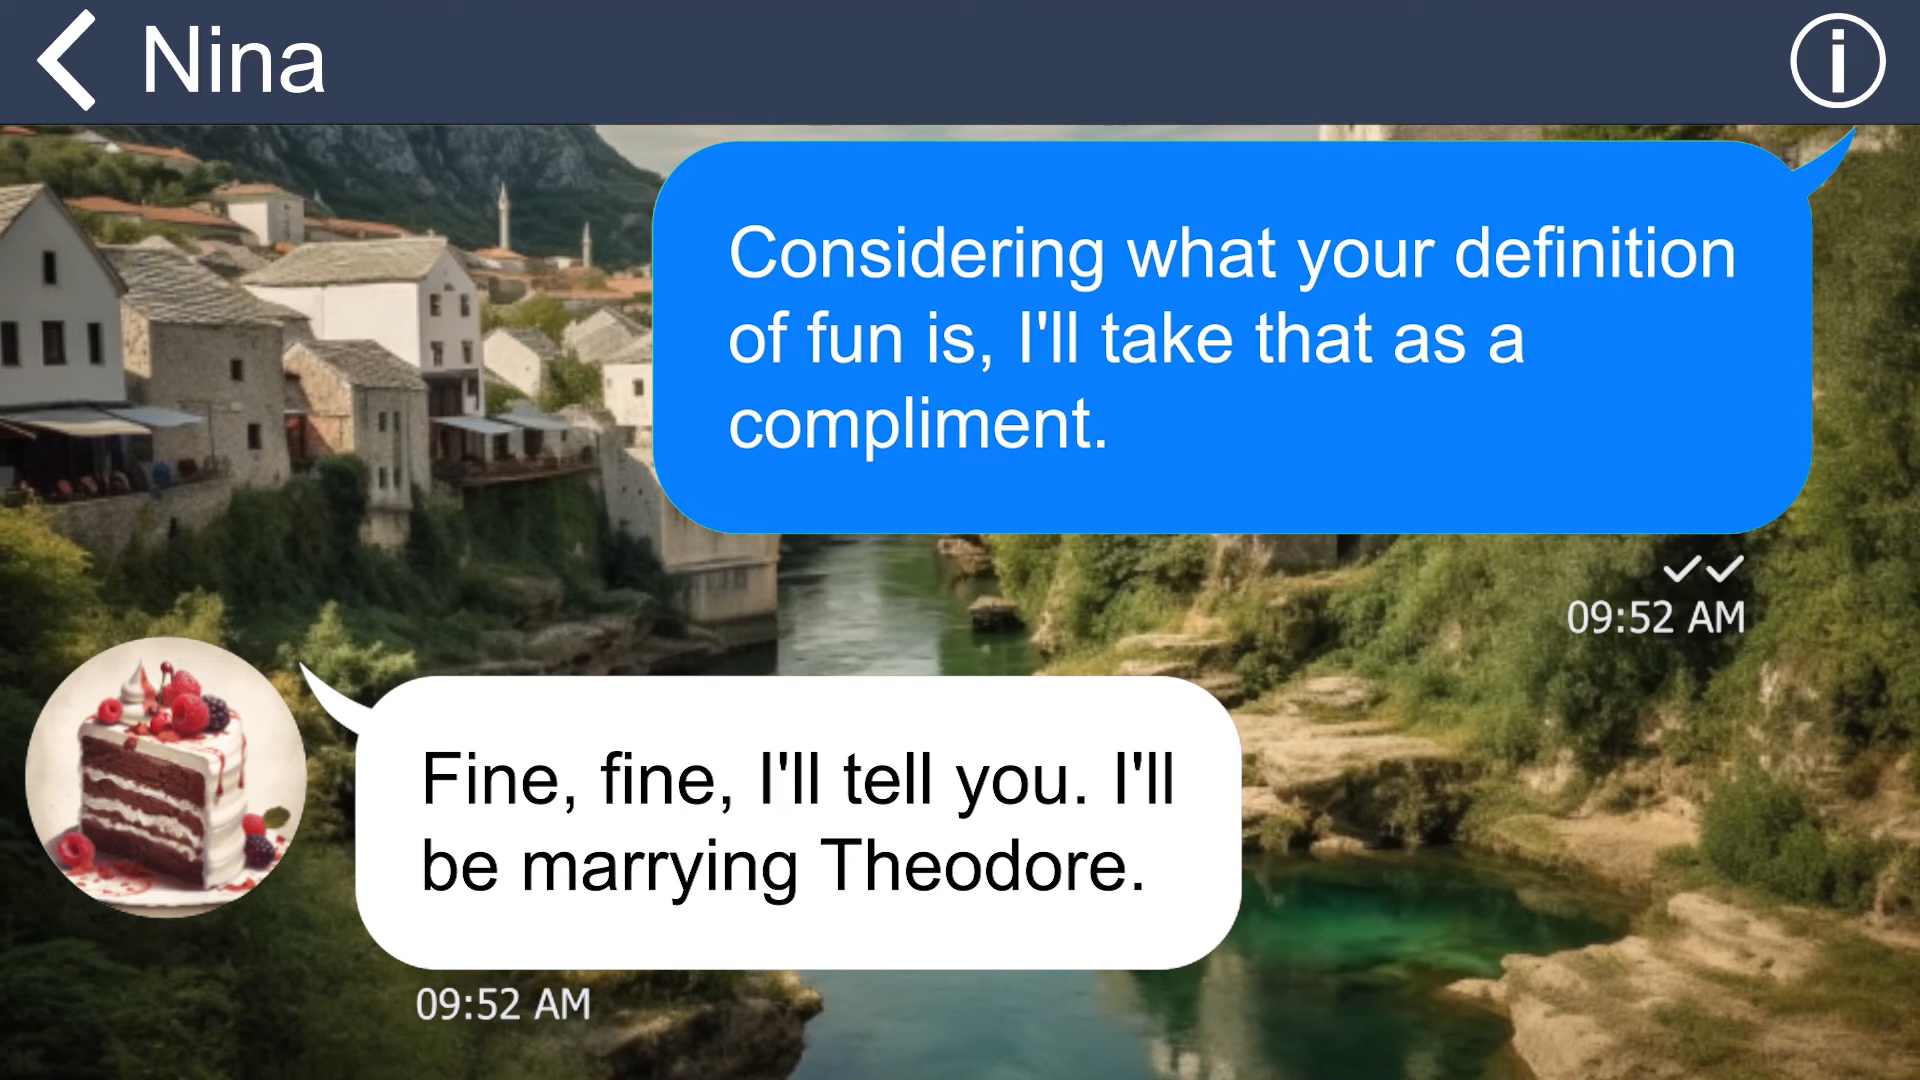 Nina
Considering what your definition
of fun is, I'll take that as a
compliment.
09:52 AM
Fine, fine, I'll tell you. I'll
be marrying Theodore.
09:52 AM